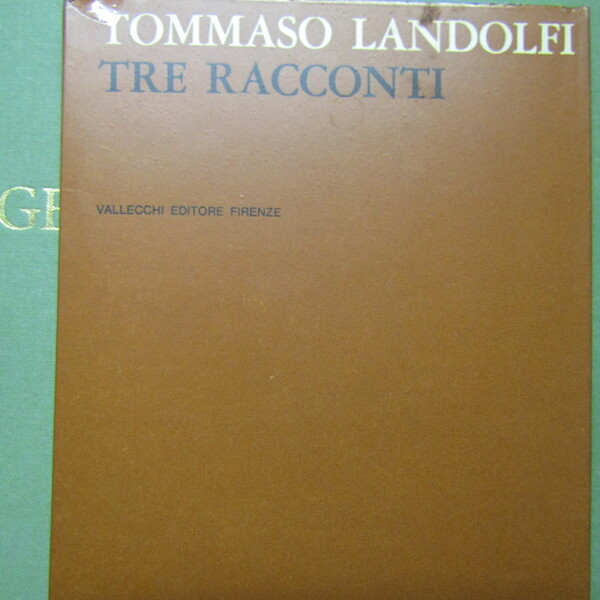 TOMMASO LANDOLFI
TRE RACCONTI
VALLECCHI EDITORE FIRENZE